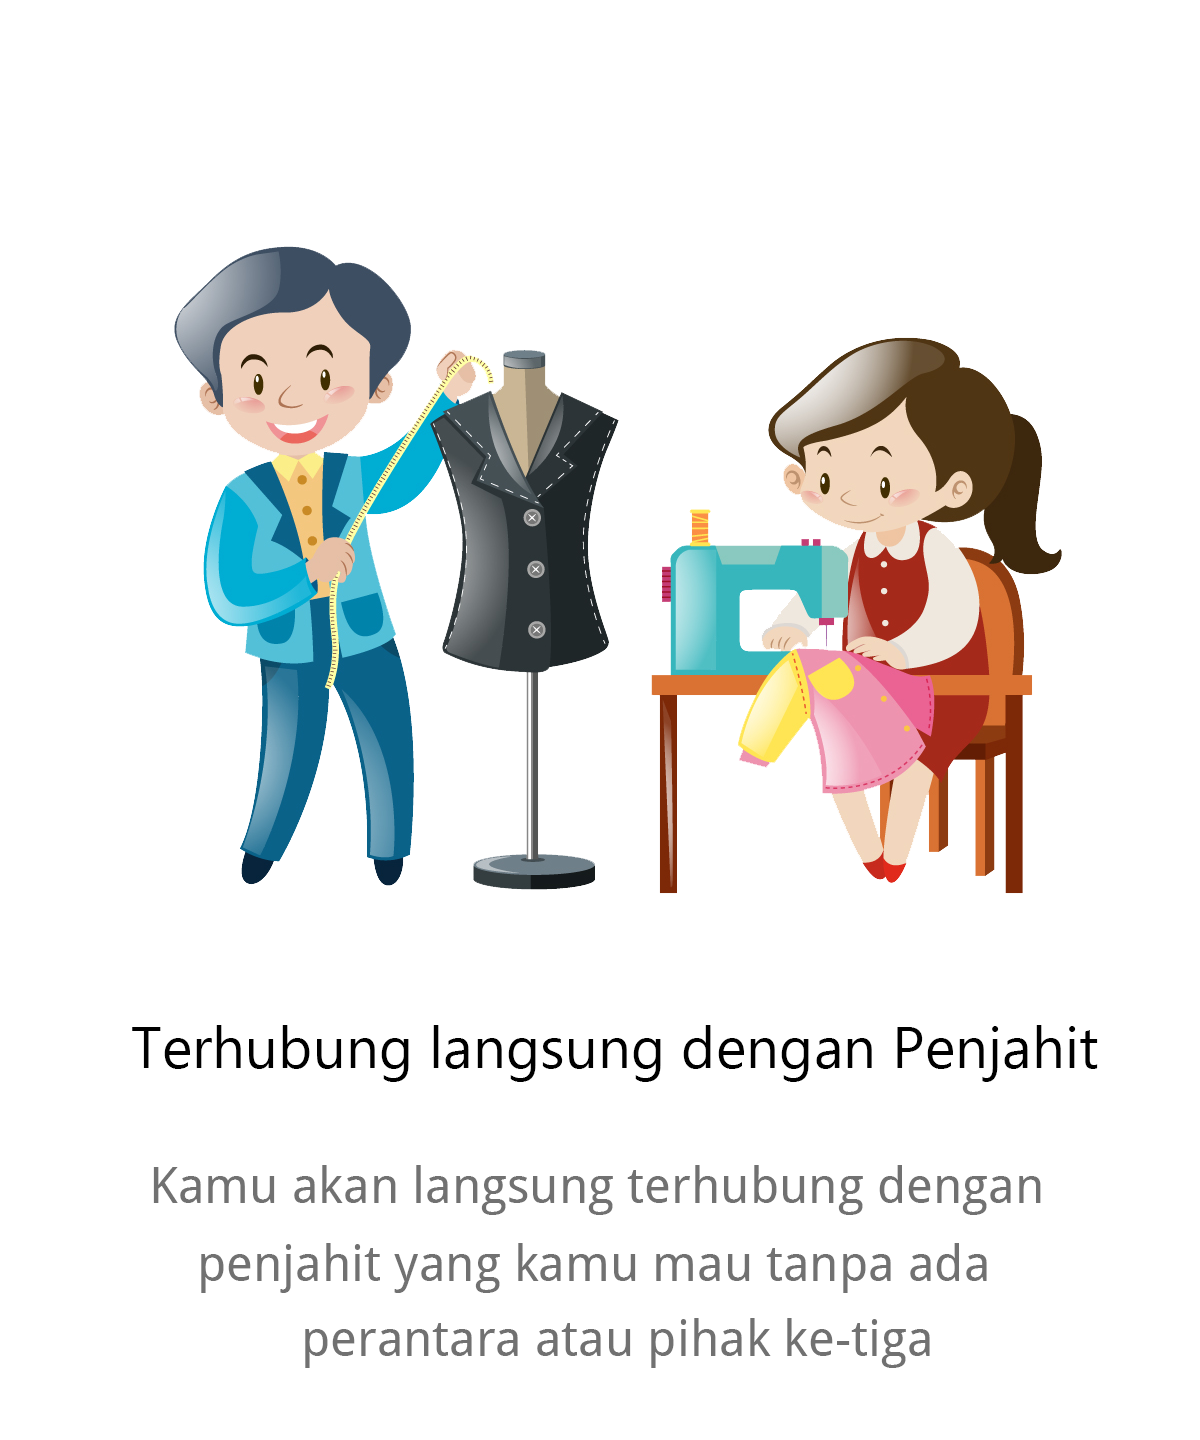 Terhubung langsung dengan Penjahit
Kamu akan langsung terhubung dengan
penjahit yang kamu mau tanpa ada
perantara atau pihak ke-tiga